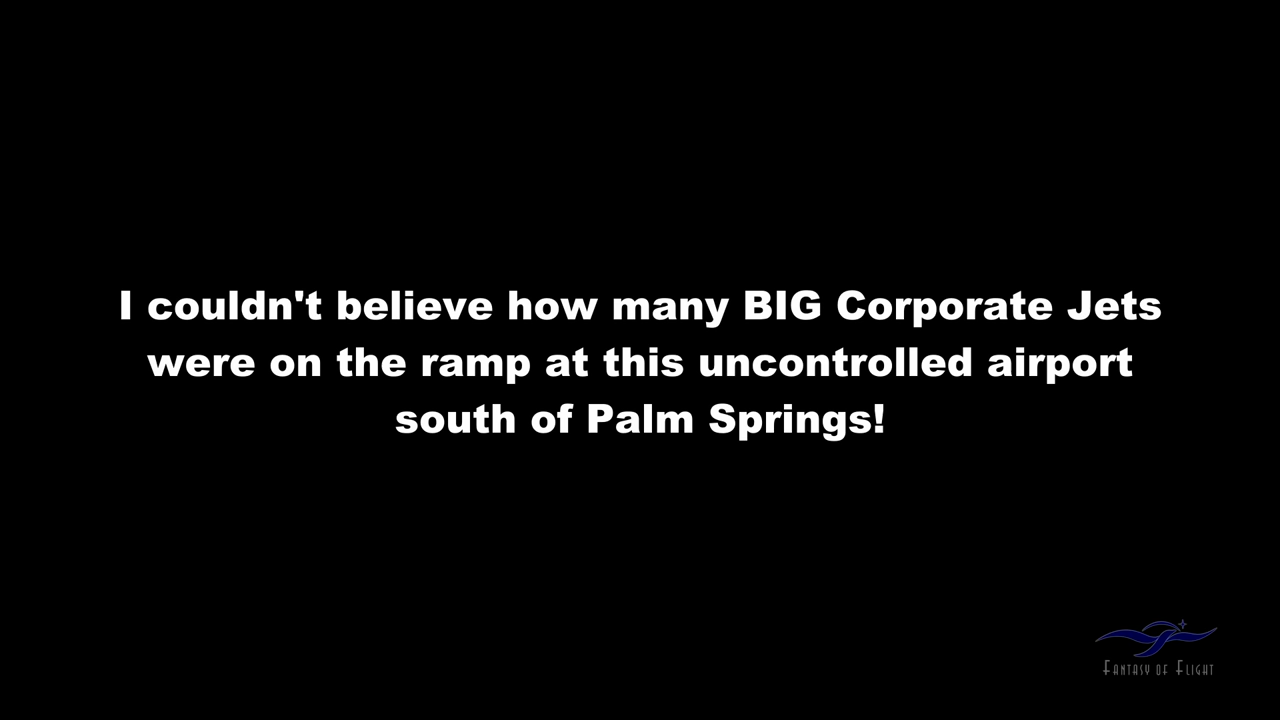 I couldn't believe how many BIG Corporate Jets
were on the ramp at this uncontrolled airport
south of Palm Springs!
Fantasy of Flight